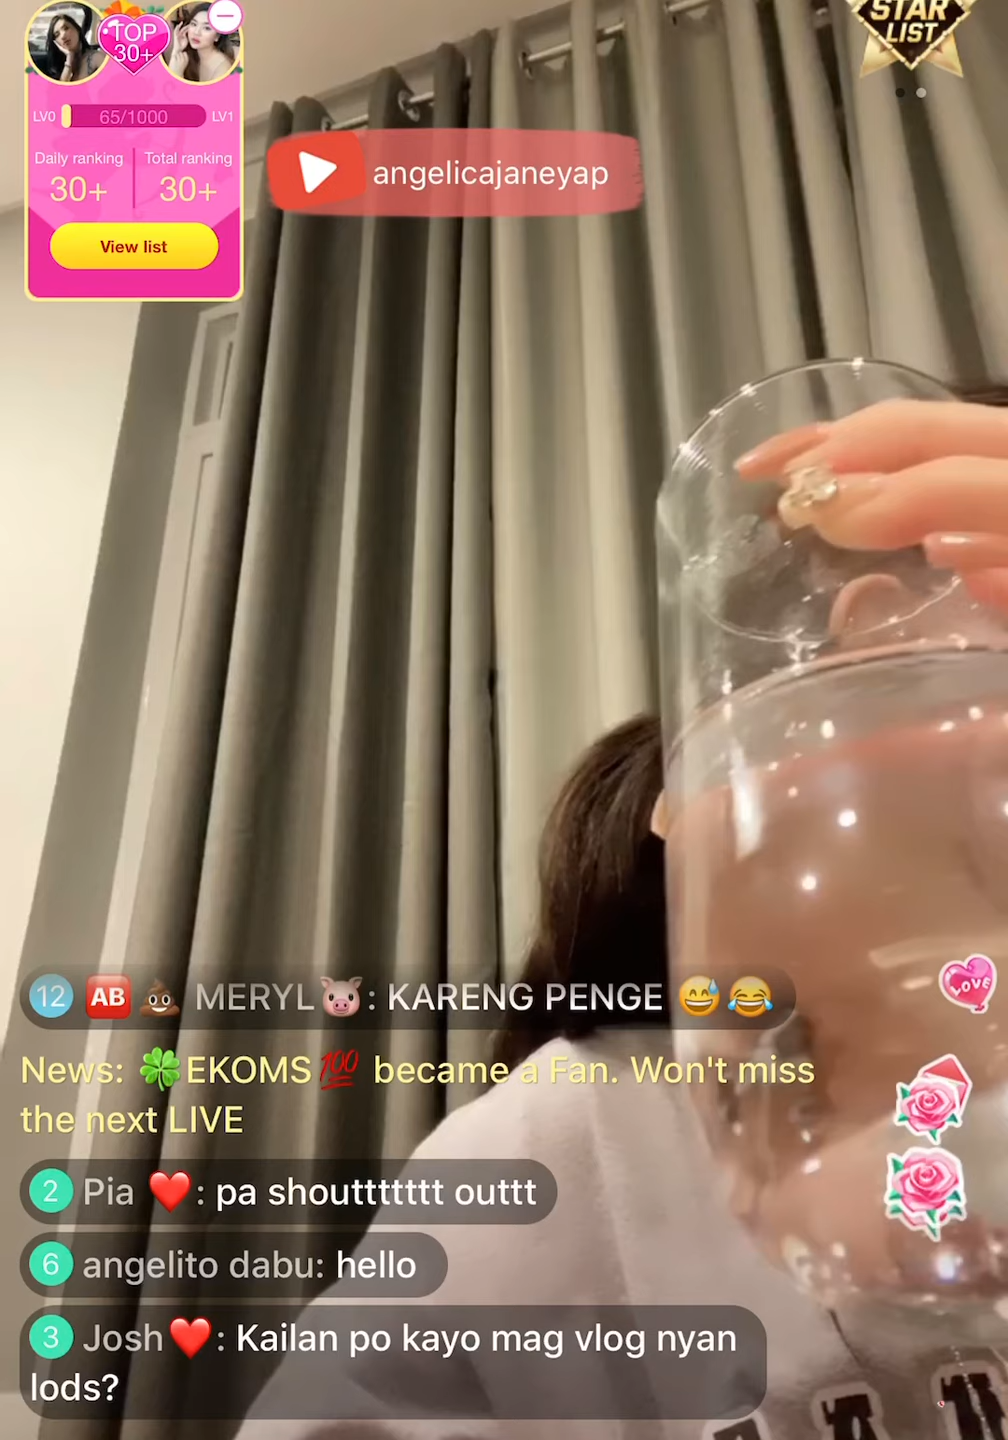 TOP
30+
STAR
LIST
LV0 65/1000 LV1
Daily ranking Total ranking
30+ 30+
View list
angelicajaneyap
12 AB MERYL🐷: KARENG PENGE 😅😂
LOVE
News: 🍀EKOMS💯 became a Fan. Won't miss
the next LIVE
2 Pia ❤️: pa shouttttttt outtt
6 angelito dabu: hello
3 Josh❤️: Kailan po kayo mag vlog nyan
lods?